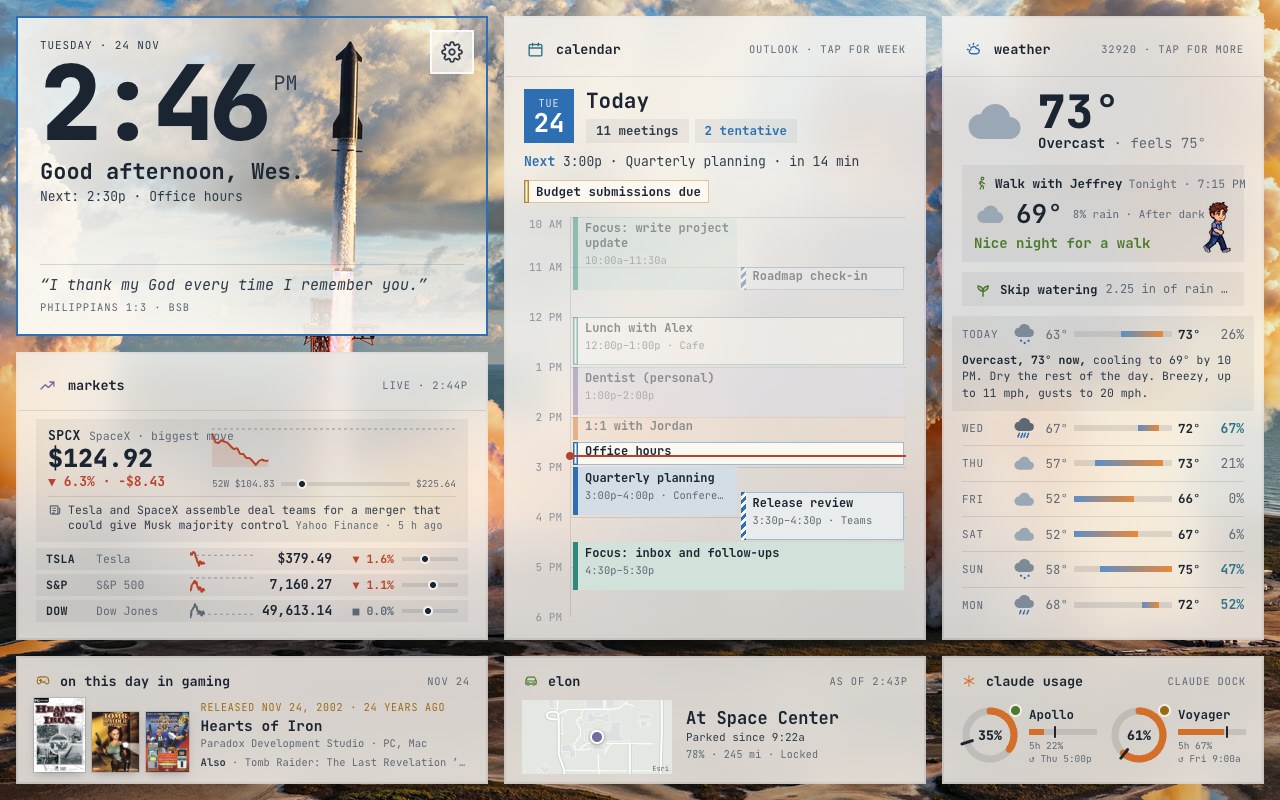 TUESDAY · 24 NOV
2:46 PM
Good afternoon, Wes.
Next: 2:30p · Office hours
“I thank my God every time I remember you.”
PHILIPPIANS 1:3 · BSB
markets
LIVE · 2:44P
SPCX SpaceX · biggest move
$124.92
▼ 6.3% · -$8.43
52W $104.83
$225.64
Tesla and SpaceX assemble deal teams for a merger that
could give Musk majority control Yahoo Finance · 5 h ago
TSLA Tesla $379.49 ▼ 1.6%
S&P S&P 500 7,160.27 ▼ 1.1%
DOW Dow Jones 49,613.14 ■ 0.0%
calendar
OUTLOOK · TAP FOR WEEK
TUE
24
Today
11 meetings
2 tentative
Next 3:00p · Quarterly planning · in 14 min
Budget submissions due
10 AM
Focus: write project
update
10:00a–11:30a
11 AM
Roadmap check-in
12 PM
Lunch with Alex
12:00p–1:00p · Cafe
1 PM
Dentist (personal)
1:00p–2:00p
2 PM
1:1 with Jordan
Office hours
3 PM
Quarterly planning
3:00p–4:00p · Confere…
Release review
3:30p–4:30p · Teams
4 PM
Focus: inbox and follow-ups
4:30p–5:30p
5 PM
6 PM
weather
32920 · TAP FOR MORE
73°
Overcast · feels 75°
Walk with Jeffrey Tonight · 7:15 PM
69° 8% rain · After dark
Nice night for a walk
Skip watering 2.25 in of rain …
TODAY 63° 73° 26%
Overcast, 73° now, cooling to 69° by 10
PM. Dry the rest of the day. Breezy, up
to 11 mph, gusts to 20 mph.
WED 67° 72° 67%
THU 57° 73° 21%
FRI 52° 66° 0%
SAT 52° 67° 6%
SUN 58° 75° 47%
MON 68° 72° 52%
on this day in gaming
NOV 24
HEARTS
OF IRON
TOMB RAIDER
RELEASED NOV 24, 2002 · 24 YEARS AGO
Hearts of Iron
Paradox Development Studio · PC, Mac
Also · Tomb Raider: The Last Revelation ’…
elon
AS OF 2:43P
Esri
At Space Center
Parked since 9:22a
78% · 245 mi · Locked
claude usage
CLAUDE DOCK
35%
Apollo
5h 22%
↺ Thu 5:00p
61%
Voyager
5h 67%
↺ Fri 9:00a